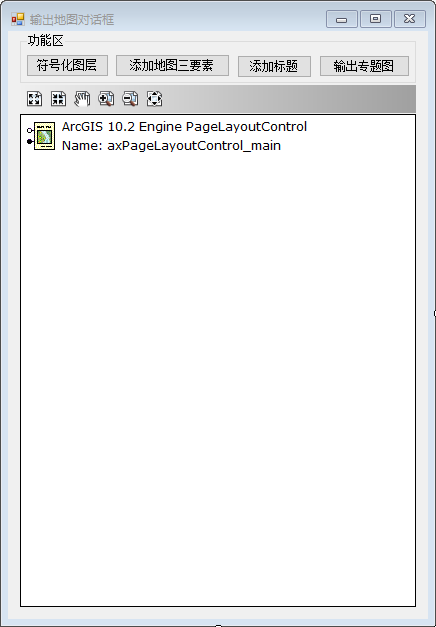 输出地图对话框
功能区
符号化图层 添加地图三要素 添加标题 输出专题图
ArcGIS 10.2 Engine PageLayoutControl
Name: axPageLayoutControl_main